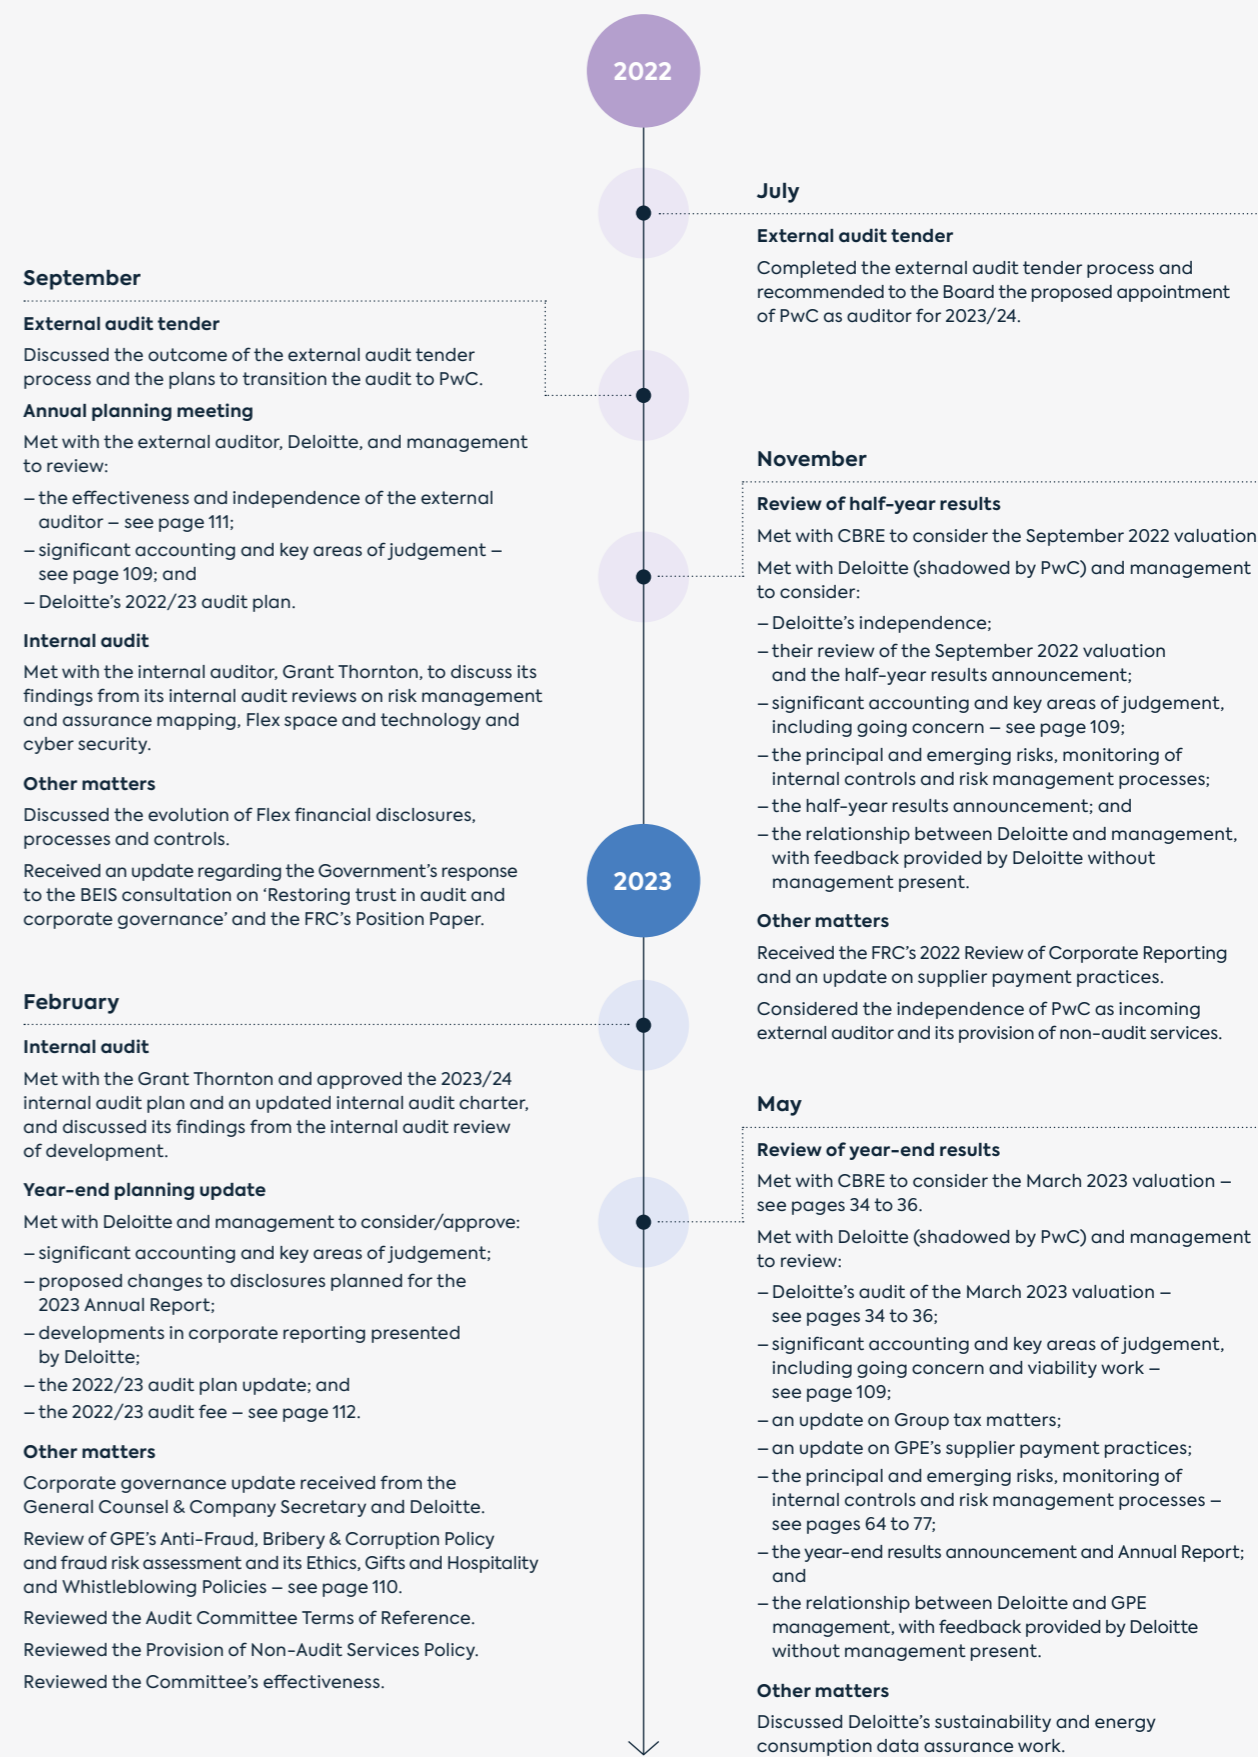 2022
July
External audit tender
Completed the external audit tender process and
recommended to the Board the proposed appointment
of PwC as auditor for 2023/24.
September
External audit tender
Discussed the outcome of the external audit tender
process and the plans to transition the audit to PwC.
Annual planning meeting
Met with the external auditor, Deloitte, and management
to review:
– the effectiveness and independence of the external
auditor – see page 111;
– significant accounting and key areas of judgement –
see page 109; and
– Deloitte’s 2022/23 audit plan.
Internal audit
Met with the internal auditor, Grant Thornton, to discuss its
findings from its internal audit reviews on risk management
and assurance mapping, Flex space and technology and
cyber security.
Other matters
Discussed the evolution of Flex financial disclosures,
processes and controls.
Received an update regarding the Government’s response
to the BEIS consultation on ‘Restoring trust in audit and
corporate governance’ and the FRC’s Position Paper.
November
Review of half-year results
Met with CBRE to consider the September 2022 valuation
Met with Deloitte (shadowed by PwC) and management
to consider:
– Deloitte’s independence;
– their review of the September 2022 valuation
and the half-year results announcement;
– significant accounting and key areas of judgement,
including going concern – see page 109;
– the principal and emerging risks, monitoring of
internal controls and risk management processes;
– the half-year results announcement; and
– the relationship between Deloitte and management,
with feedback provided by Deloitte without
management present.
Other matters
Received the FRC’s 2022 Review of Corporate Reporting
and an update on supplier payment practices.
Considered the independence of PwC as incoming
external auditor and its provision of non-audit services.
2023
February
Internal audit
Met with the Grant Thornton and approved the 2023/24
internal audit plan and an updated internal audit charter,
and discussed its findings from the internal audit review
of development.
Year-end planning update
Met with Deloitte and management to consider/approve:
– significant accounting and key areas of judgement;
– proposed changes to disclosures planned for the
2023 Annual Report;
– developments in corporate reporting presented
by Deloitte;
– the 2022/23 audit plan update; and
– the 2022/23 audit fee – see page 112.
Other matters
Corporate governance update received from the
General Counsel & Company Secretary and Deloitte.
Review of GPE’s Anti-Fraud, Bribery & Corruption Policy
and fraud risk assessment and its Ethics, Gifts and Hospitality
and Whistleblowing Policies – see page 110.
Reviewed the Audit Committee Terms of Reference.
Reviewed the Provision of Non-Audit Services Policy.
Reviewed the Committee’s effectiveness.
May
Review of year-end results
Met with CBRE to consider the March 2023 valuation –
see pages 34 to 36.
Met with Deloitte (shadowed by PwC) and management
to review:
– Deloitte’s audit of the March 2023 valuation –
see pages 34 to 36;
– significant accounting and key areas of judgement,
including going concern and viability work –
see page 109;
– an update on Group tax matters;
– an update on GPE’s supplier payment practices;
– the principal and emerging risks, monitoring of
internal controls and risk management processes –
see pages 64 to 77;
– the year-end results announcement and Annual Report;
and
– the relationship between Deloitte and GPE
management, with feedback provided by Deloitte
without management present.
Other matters
Discussed Deloitte’s sustainability and energy
consumption data assurance work.